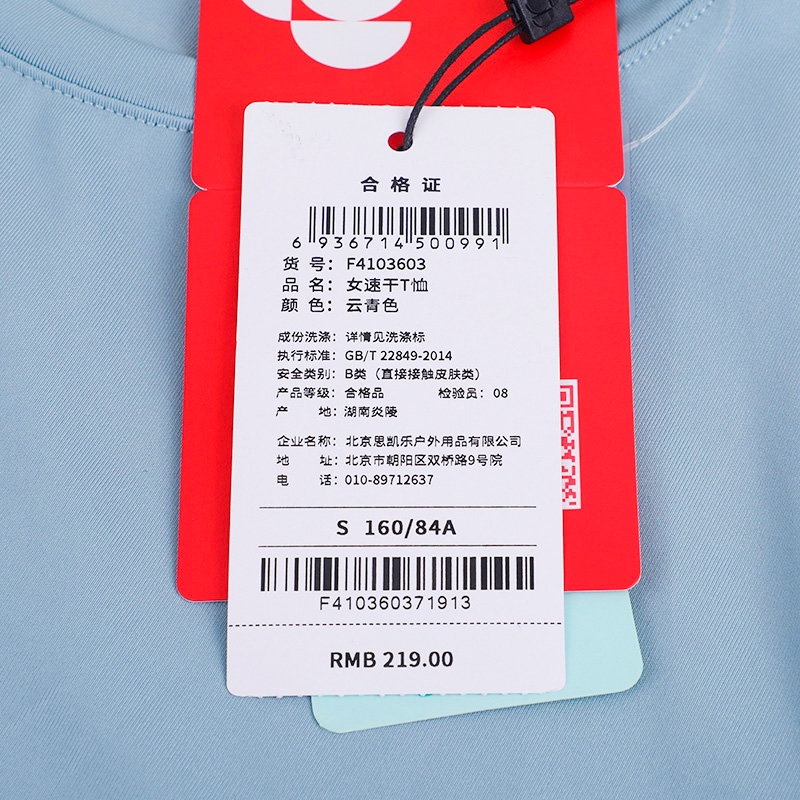 合格证
6 936714 500991
货 号： F4103603
品 名： 女速干T恤
颜 色： 云青色
成份洗涤： 详情见洗涤标
执行标准： GB/T 22849-2014
安全类别： B类（直接接触皮肤类）
产品等级： 合格品 检验员： 08
产 地： 湖南炎陵
企业名称： 北京思凯乐户外用品有限公司
地 址： 北京市朝阳区双桥路9号院
电 话： 010-89712637
S 160/84A
F410360371913
RMB 219.00